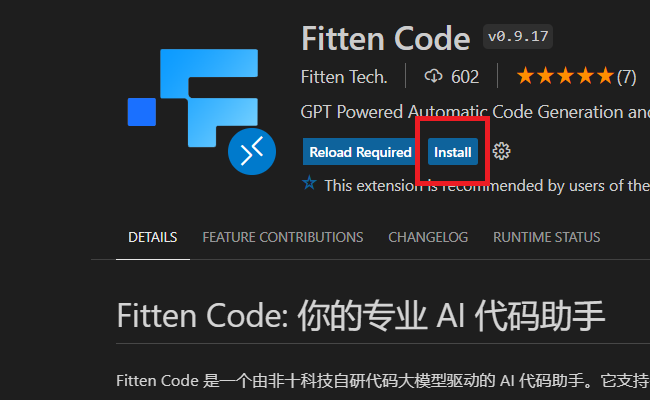 Fitten Code v0.9.17
Fitten Tech. 602 ★★★★★(7)
GPT Powered Automatic Code Generation and
Reload Required Install
This extension is recommended by users of the
DETAILS FEATURE CONTRIBUTIONS CHANGELOG RUNTIME STATUS
Fitten Code: 你的专业 AI 代码助手
Fitten Code 是一个由非十科技自研代码大模型驱动的 AI 代码助手。它支持